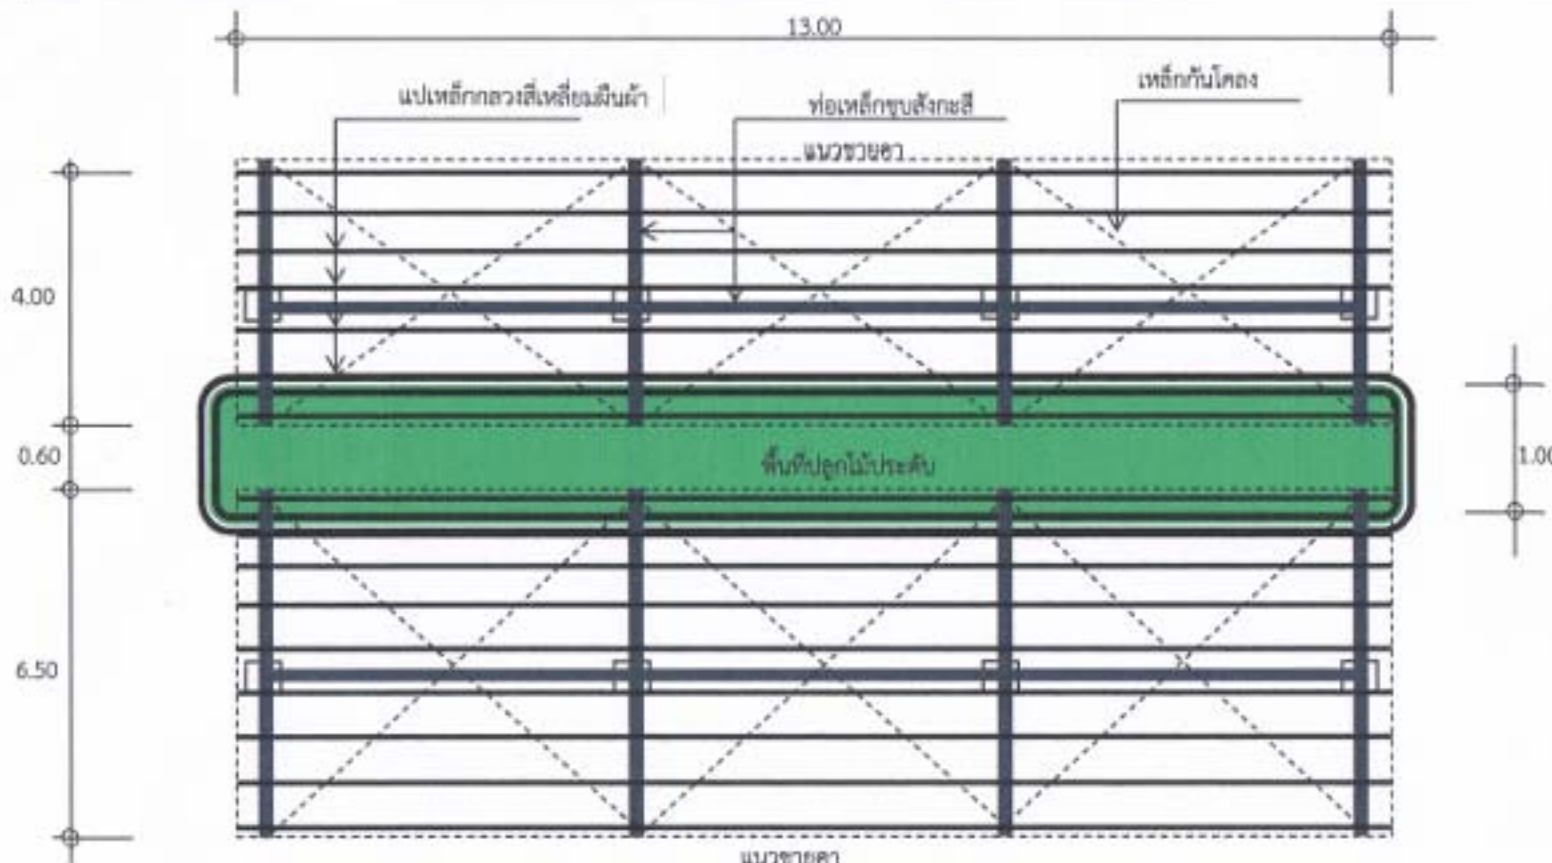 13.00
แปเหล็กกลวงสี่เหลี่ยมผืนผ้า
ท่อเหล็กชุบสังกะสี
เหล็กกันโคลง
แนวชายคา
4.00
0.60
พื้นที่ปลูกไม้ประดับ
1.00
6.50
แนวชายคา